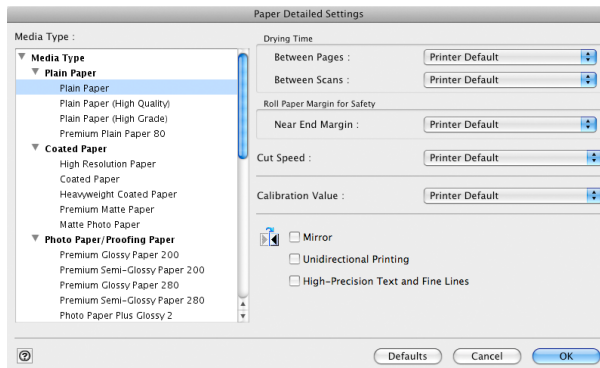 Paper Detailed Settings
Media Type :
Media Type
Plain Paper
Plain Paper
Plain Paper (High Quality)
Plain Paper (High Grade)
Premium Plain Paper 80
Coated Paper
High Resolution Paper
Coated Paper
Heavyweight Coated Paper
Premium Matte Paper
Matte Photo Paper
Photo Paper/Proofing Paper
Premium Glossy Paper 200
Premium Semi-Glossy Paper 200
Premium Glossy Paper 280
Premium Semi-Glossy Paper 280
Photo Paper Plus Glossy 2
Drying Time
Between Pages : Printer Default
Between Scans : Printer Default
Roll Paper Margin for Safety
Near End Margin : Printer Default
Cut Speed : Printer Default
Calibration Value : Printer Default
Mirror
Unidirectional Printing
High-Precision Text and Fine Lines
? Defaults Cancel OK